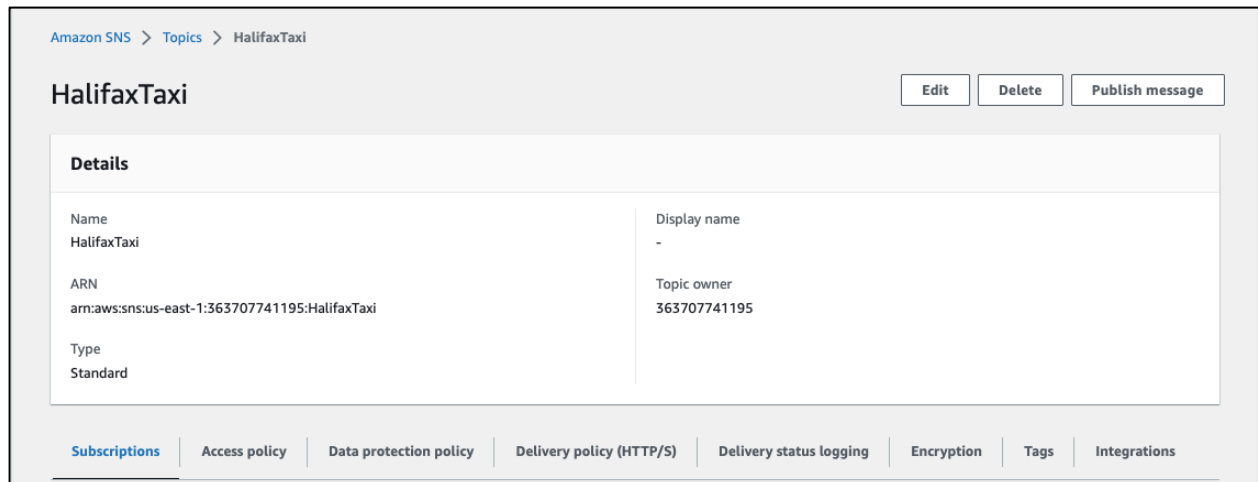 Amazon SNS > Topics > HalifaxTaxi
HalifaxTaxi
Edit Delete Publish message
Details
Name
HalifaxTaxi
Display name
-
ARN
arn:aws:sns:us-east-1:363707741195:HalifaxTaxi
Topic owner
363707741195
Type
Standard
Subscriptions Access policy Data protection policy Delivery policy (HTTP/S) Delivery status logging Encryption Tags Integrations